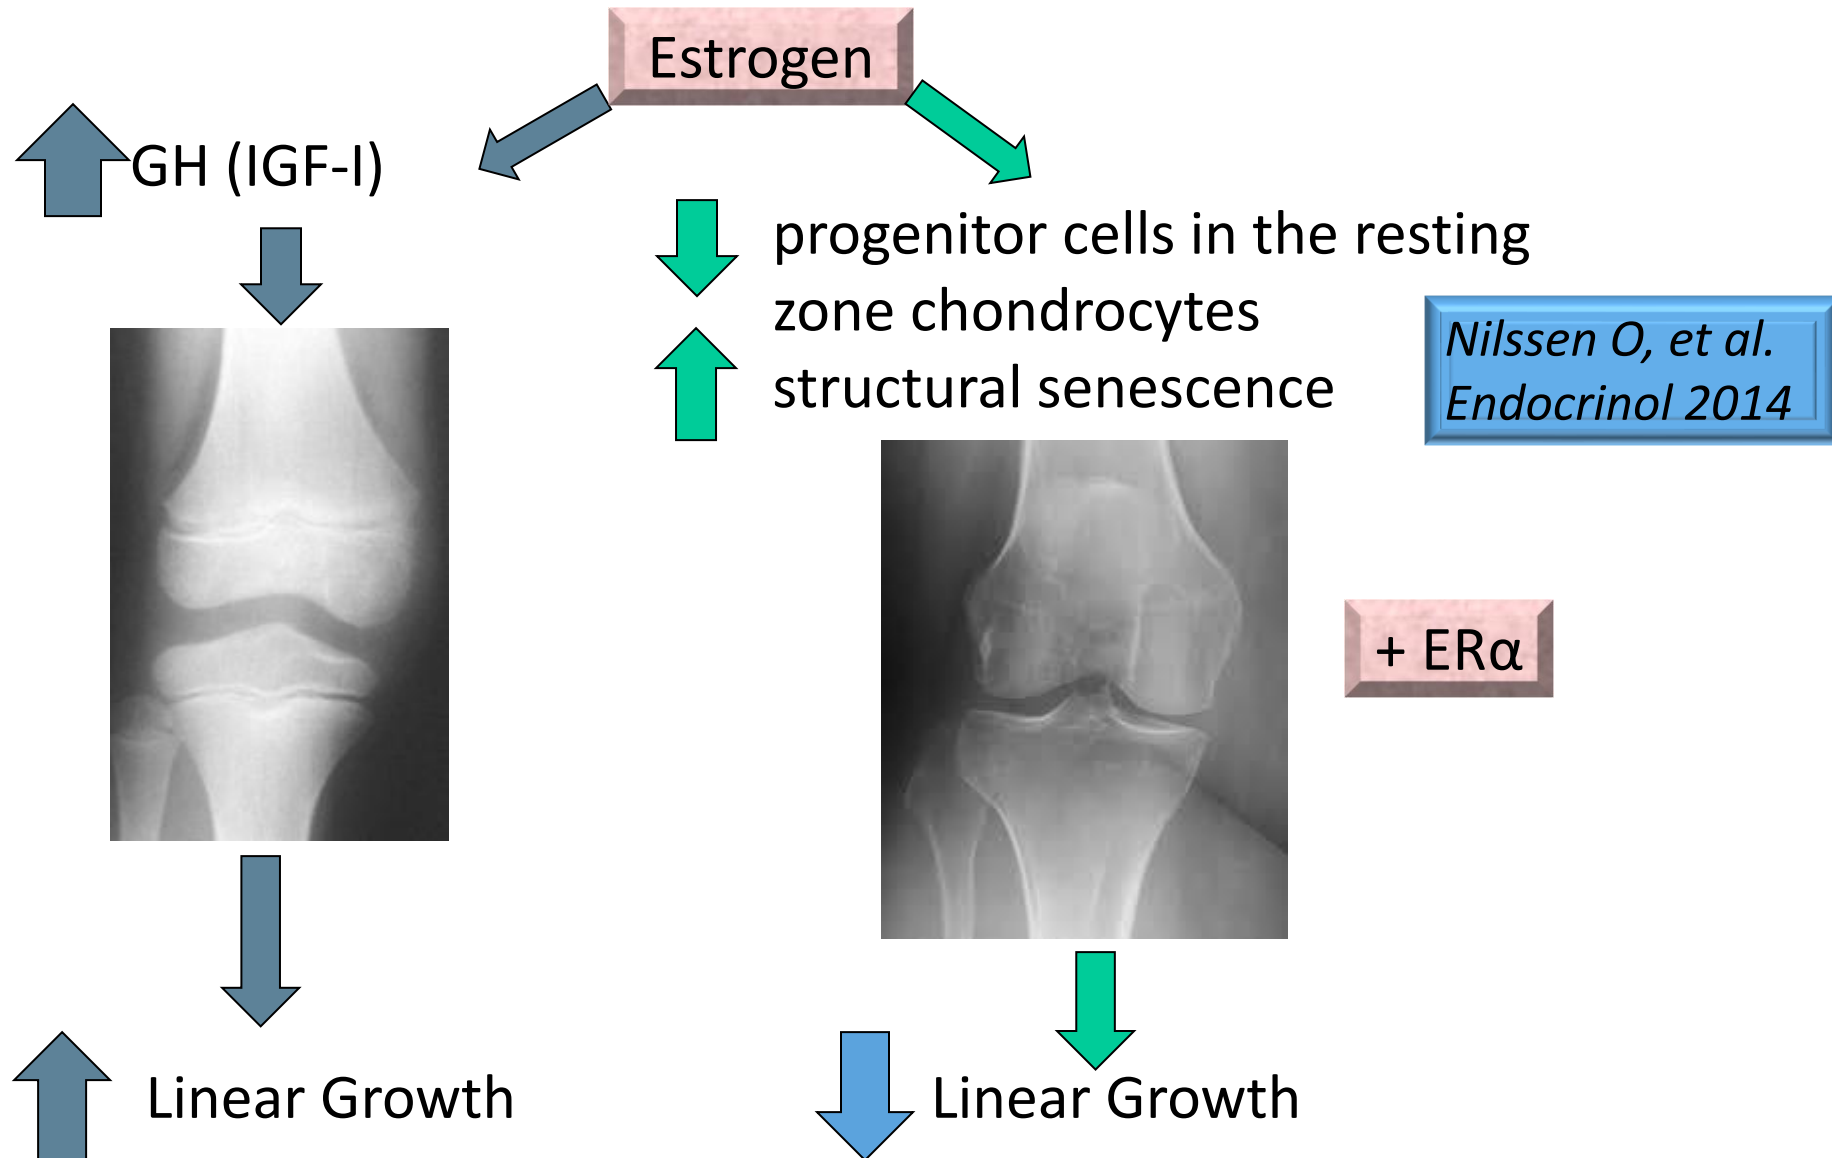 Estrogen
GH (IGF-I)
progenitor cells in the resting
zone chondrocytes
structural senescence
Nilssen O, et al.
Endocrinol 2014
+ ERα
Linear Growth
Linear Growth